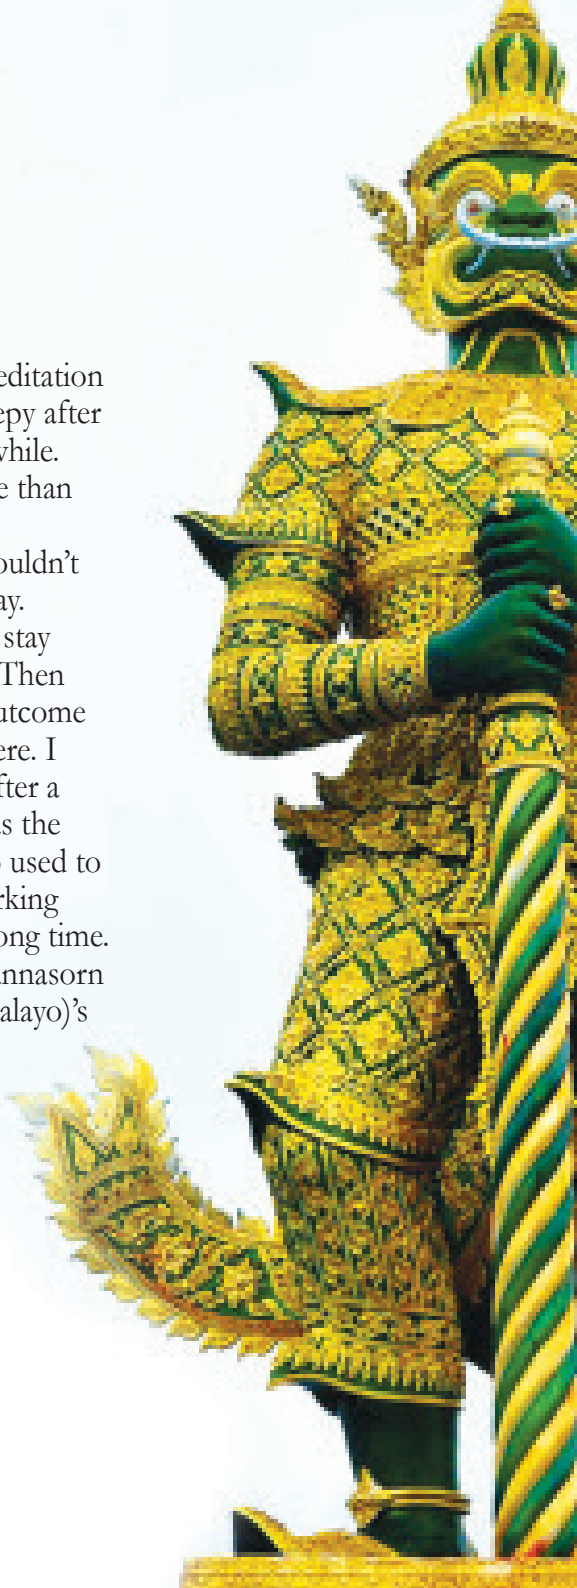 editation
epy after
while.
e than
ouldn't
ay.
stay
Then
utcome
ere. I
fter a
s the
o used to
rking
ong time.
annasorn
alayo)'s